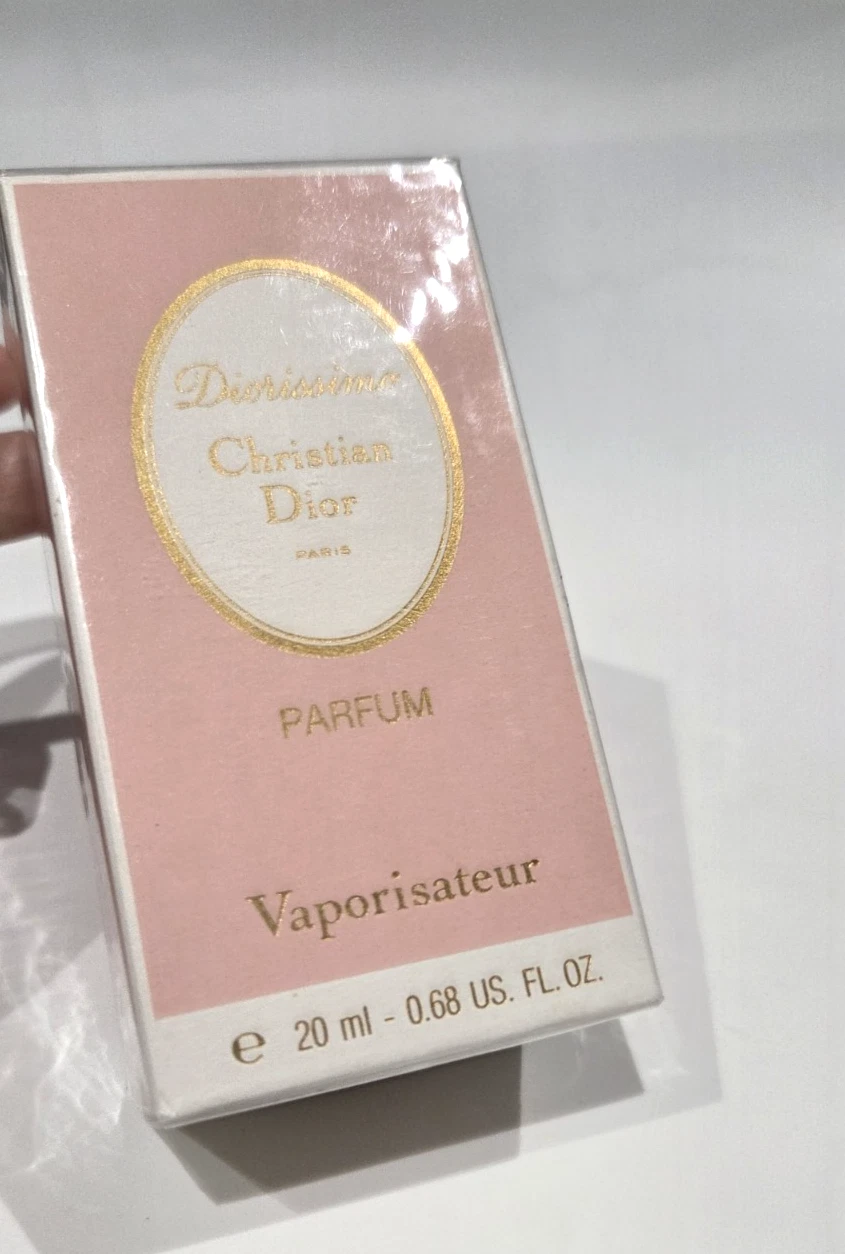 Diorissimo
Christian
Dior
PARIS
PARFUM
Vaporisateur
e 20 ml - 0.68 US. FL. OZ.